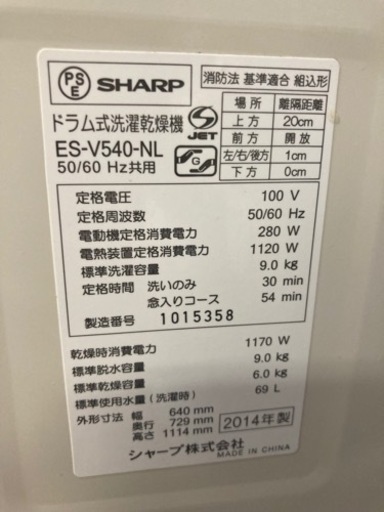 PS
E
SHARP
ドラム式洗濯乾燥機
ES-V540-NL
50/60 Hz共用
S-JET
G
消防法 基準適合 組込形
場所 離隔距離
上方 20cm
前方 開放
左/右/後方 1cm
下方 0cm
定格電圧 100 V
定格周波数 50/60 Hz
電動機定格消費電力 280 W
電熱装置定格消費電力 1120 W
標準洗濯容量 9.0 kg
定格時間 洗いのみ 30 min
念入りコース 54 min
製造番号 1015358
乾燥時消費電力 1170 W
標準脱水容量 9.0 kg
標準乾燥容量 6.0 kg
標準使用水量(洗濯時) 69 L
外形寸法 幅 640 mm
奥行 729 mm
高さ 1114 mm
2014年製
シャープ株式会社
MADE IN CHINA